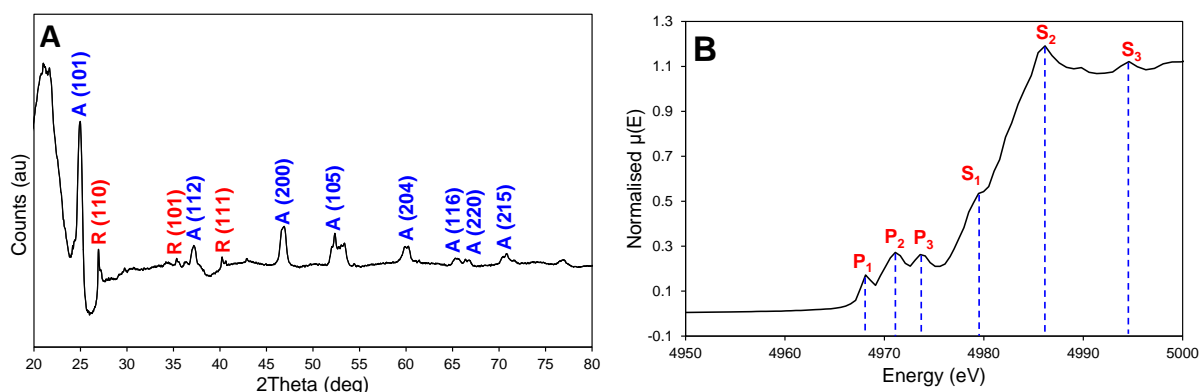 A
A (101)
R (110)
R (101)
A (112)
R (111)
A (200)
A (105)
A (204)
A (116)
A (220)
A (215)
Counts (au)
20 25 30 35 40 45 50 55 60 65 70 75 80
2Theta (deg)
B
P₁
P₂
P₃
S₁
S₂
S₃
Normalised µ(E)
1.3
1.1
0.9
0.7
0.5
0.3
0.1
-0.1
4950 4960 4970 4980 4990 5000
Energy (eV)